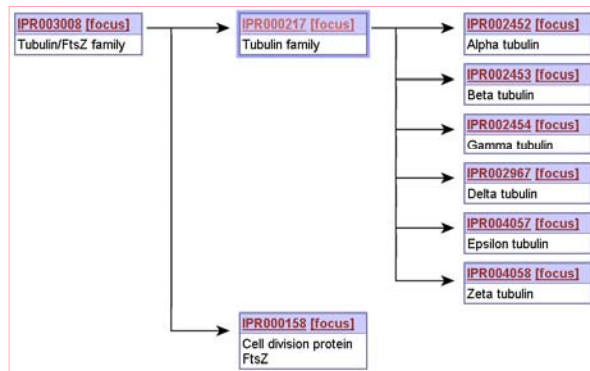 IPR003008 [focus]
Tubulin/FtsZ family
IPR000217 [focus]
Tubulin family
IPR002452 [focus]
Alpha tubulin
IPR002453 [focus]
Beta tubulin
IPR002454 [focus]
Gamma tubulin
IPR002967 [focus]
Delta tubulin
IPR004057 [focus]
Epsilon tubulin
IPR004058 [focus]
Zeta tubulin
IPR000158 [focus]
Cell division protein
FtsZ